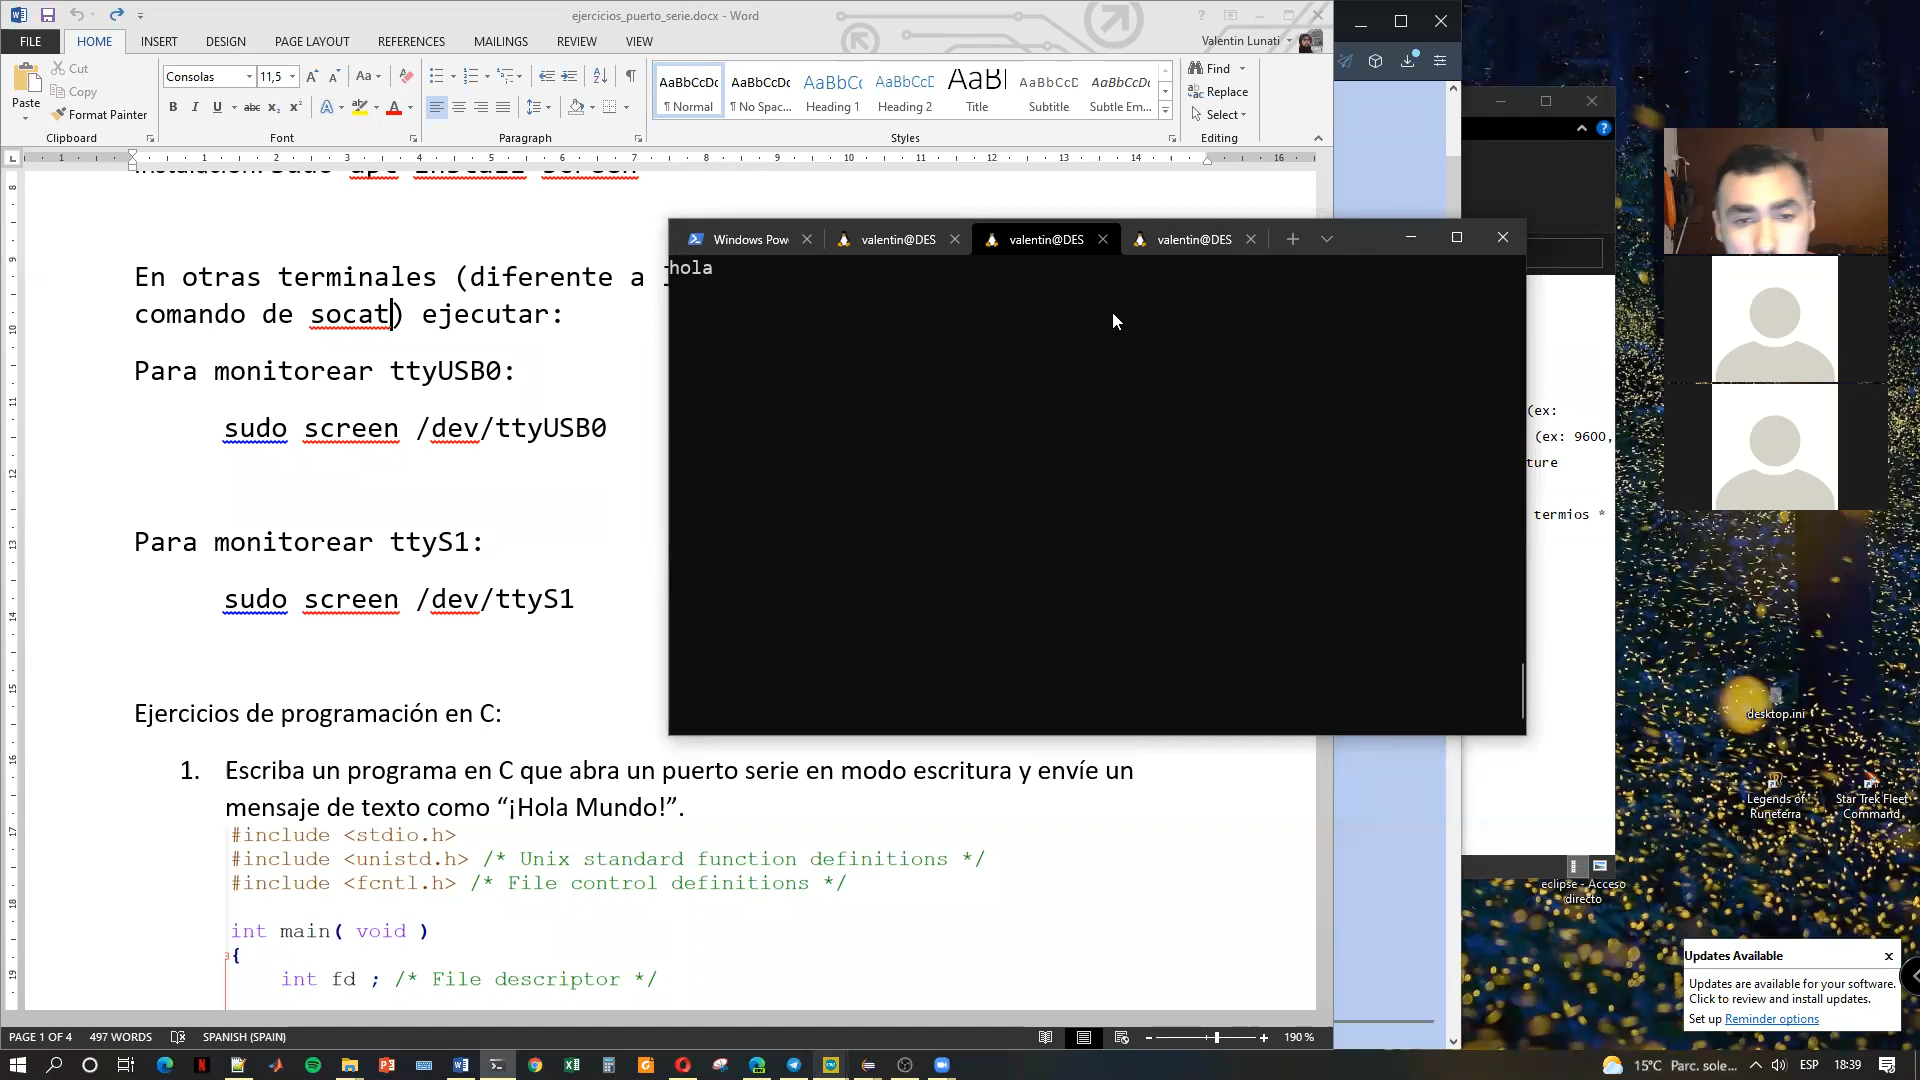 ejercicios_puerto_serie.docx - Word
FILE
HOME
INSERT
DESIGN
PAGE LAYOUT
REFERENCES
MAILINGS
REVIEW
VIEW
Valentin Lunati
Paste
Cut
Copy
Format Painter
Clipboard
Consolas
11,5
Font
Paragraph
AaBbCcDc
¶ Normal
AaBbCcDc
¶ No Spac...
AaBbCc
Heading 1
AaBbCcD
Heading 2
AaBI
Title
AaBbCcD
Subtitle
AaBbCcD
Subtle Em...
Styles
Find
Replace
Select
Editing
Instalación: Sudo apt install screen
En otras terminales (diferente a
comando de socat) ejecutar:
Para monitorear ttyUSB0:
sudo screen /dev/ttyUSB0
Para monitorear ttyS1:
sudo screen /dev/ttyS1
Ejercicios de programación en C:
1. Escriba un programa en C que abra un puerto serie en modo escritura y envíe un
mensaje de texto como “¡Hola Mundo!”.
#include <stdio.h>
#include <unistd.h> /* Unix standard function definitions */
#include <fcntl.h> /* File control definitions */
int main( void )
{
int fd ; /* File descriptor */
Windows Pow
valentin@DES
valentin@DES
valentin@DES
hola
(ex:
(ex: 9600,
ture
termios *
desktop.ini
Legends of
Runeterra
Star Trek Fleet
Command
eclipse - Acceso
directo
Updates Available
Updates are available for your software.
Click to review and install updates.
Set up Reminder options
PAGE 1 OF 4
497 WORDS
SPANISH (SPAIN)
190 %
15°C Parc. sole...
ESP
18:39